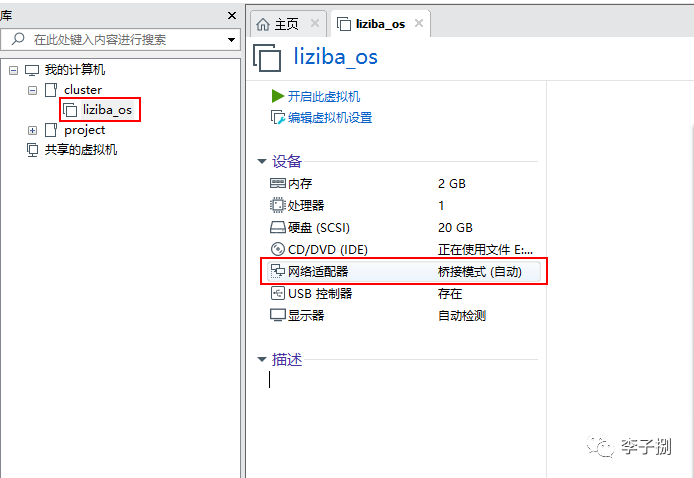 库
在此处键入内容进行搜索
我的计算机
cluster
liziba_os
project
共享的虚拟机
主页
liziba_os
liziba_os
开启此虚拟机
编辑虚拟机设置
设备
内存 2 GB
处理器 1
硬盘 (SCSI) 20 GB
CD/DVD (IDE) 正在使用文件 E:...
网络适配器 桥接模式 (自动)
USB 控制器 存在
显示器 自动检测
描述
李子捌